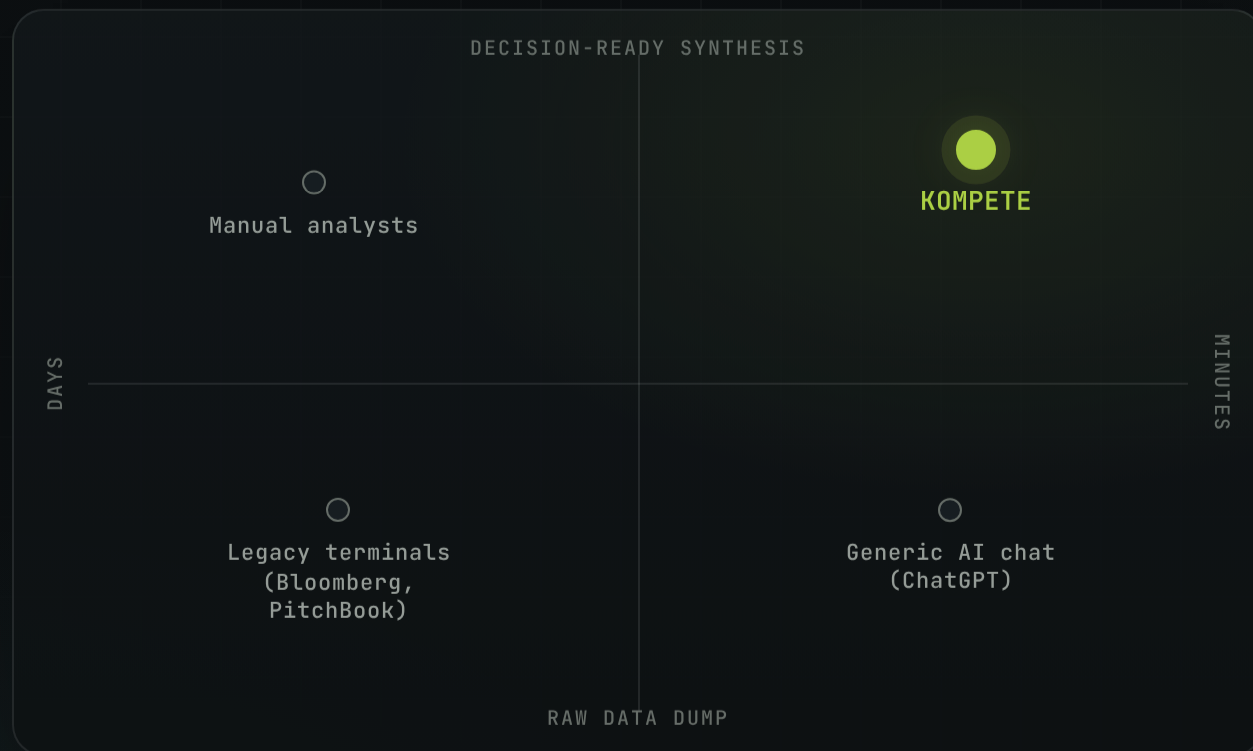 DECISION-READY SYNTHESIS
KOMPETE
Manual analysts
DAYS
MINUTES
Legacy terminals
(Bloomberg,
PitchBook)
Generic AI chat
(ChatGPT)
RAW DATA DUMP